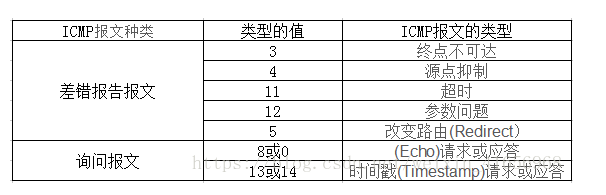 ICMP报文种类 类型的值 ICMP报文的类型
差错报告报文
3 终点不可达
4 源点抑制
11 超时
12 参数问题
5 改变路由(Redirect)
询问报文
8或0 (Echo)请求或应答
13或14 时间戳(Timestamp)请求或应答